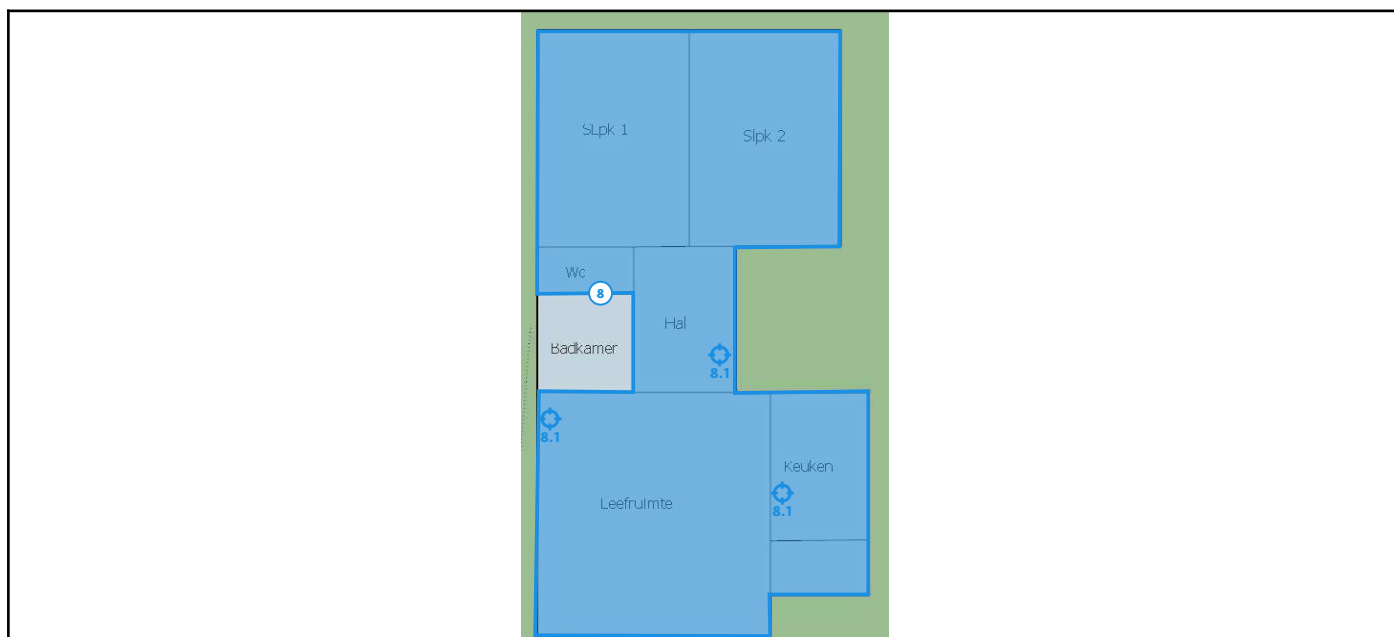 SLpk 1
Slpk 2
Wc
8
Hal
Badkamer
8.1
8.1
Keuken
Leefruimte
8.1